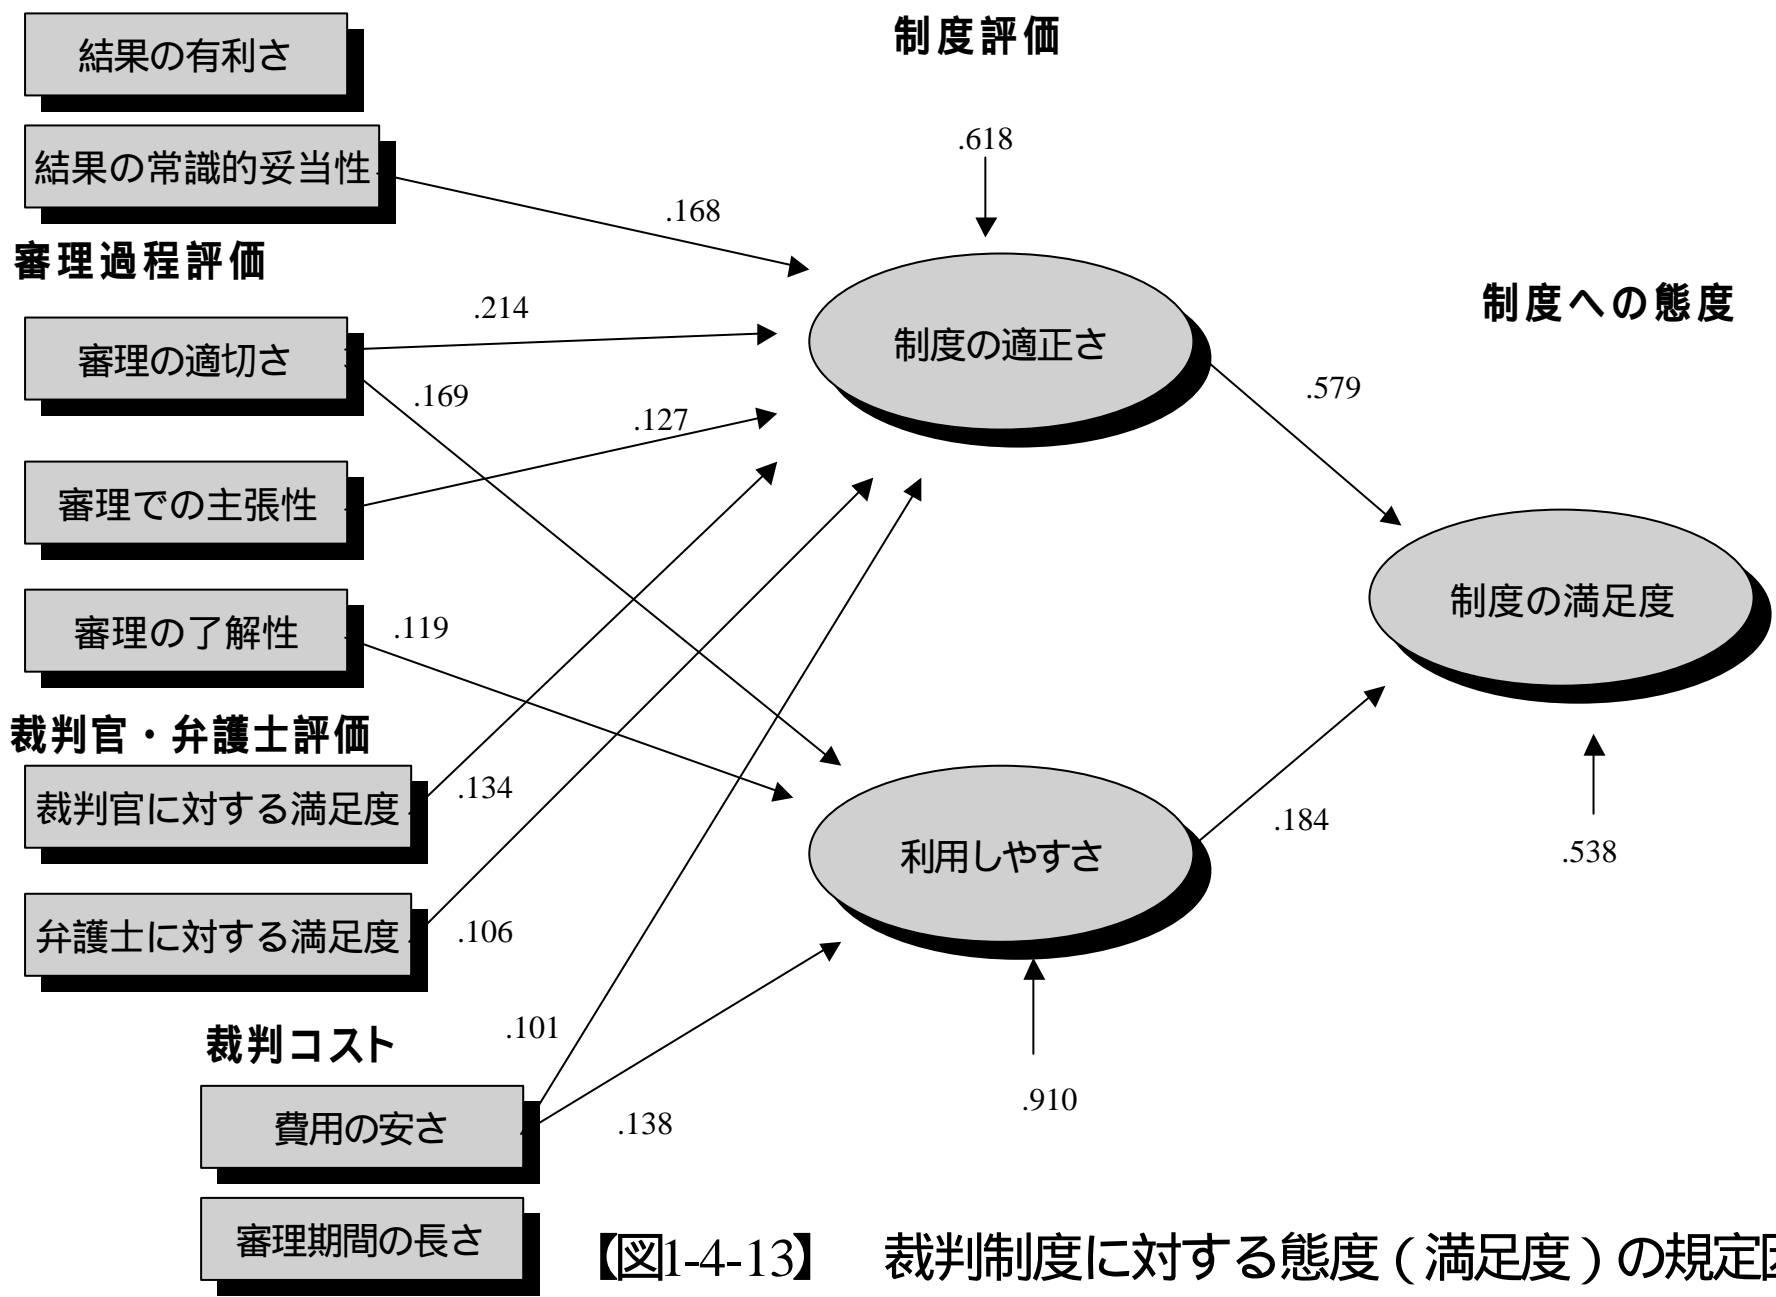 結果の有利さ
結果の常識的妥当性
審理過程評価
審理の適切さ
審理での主張性
審理の了解性
裁判官・弁護士評価
裁判官に対する満足度
弁護士に対する満足度
裁判コスト
費用の安さ
審理期間の長さ
.168
.214
.169
.127
.119
.134
.106
.101
.138
制度評価
.618
制度の適正さ
利用しやすさ
.910
制度への態度
.579
制度の満足度
.184
.538
【図1-4-13】 裁判制度に対する態度(満足度)の規定